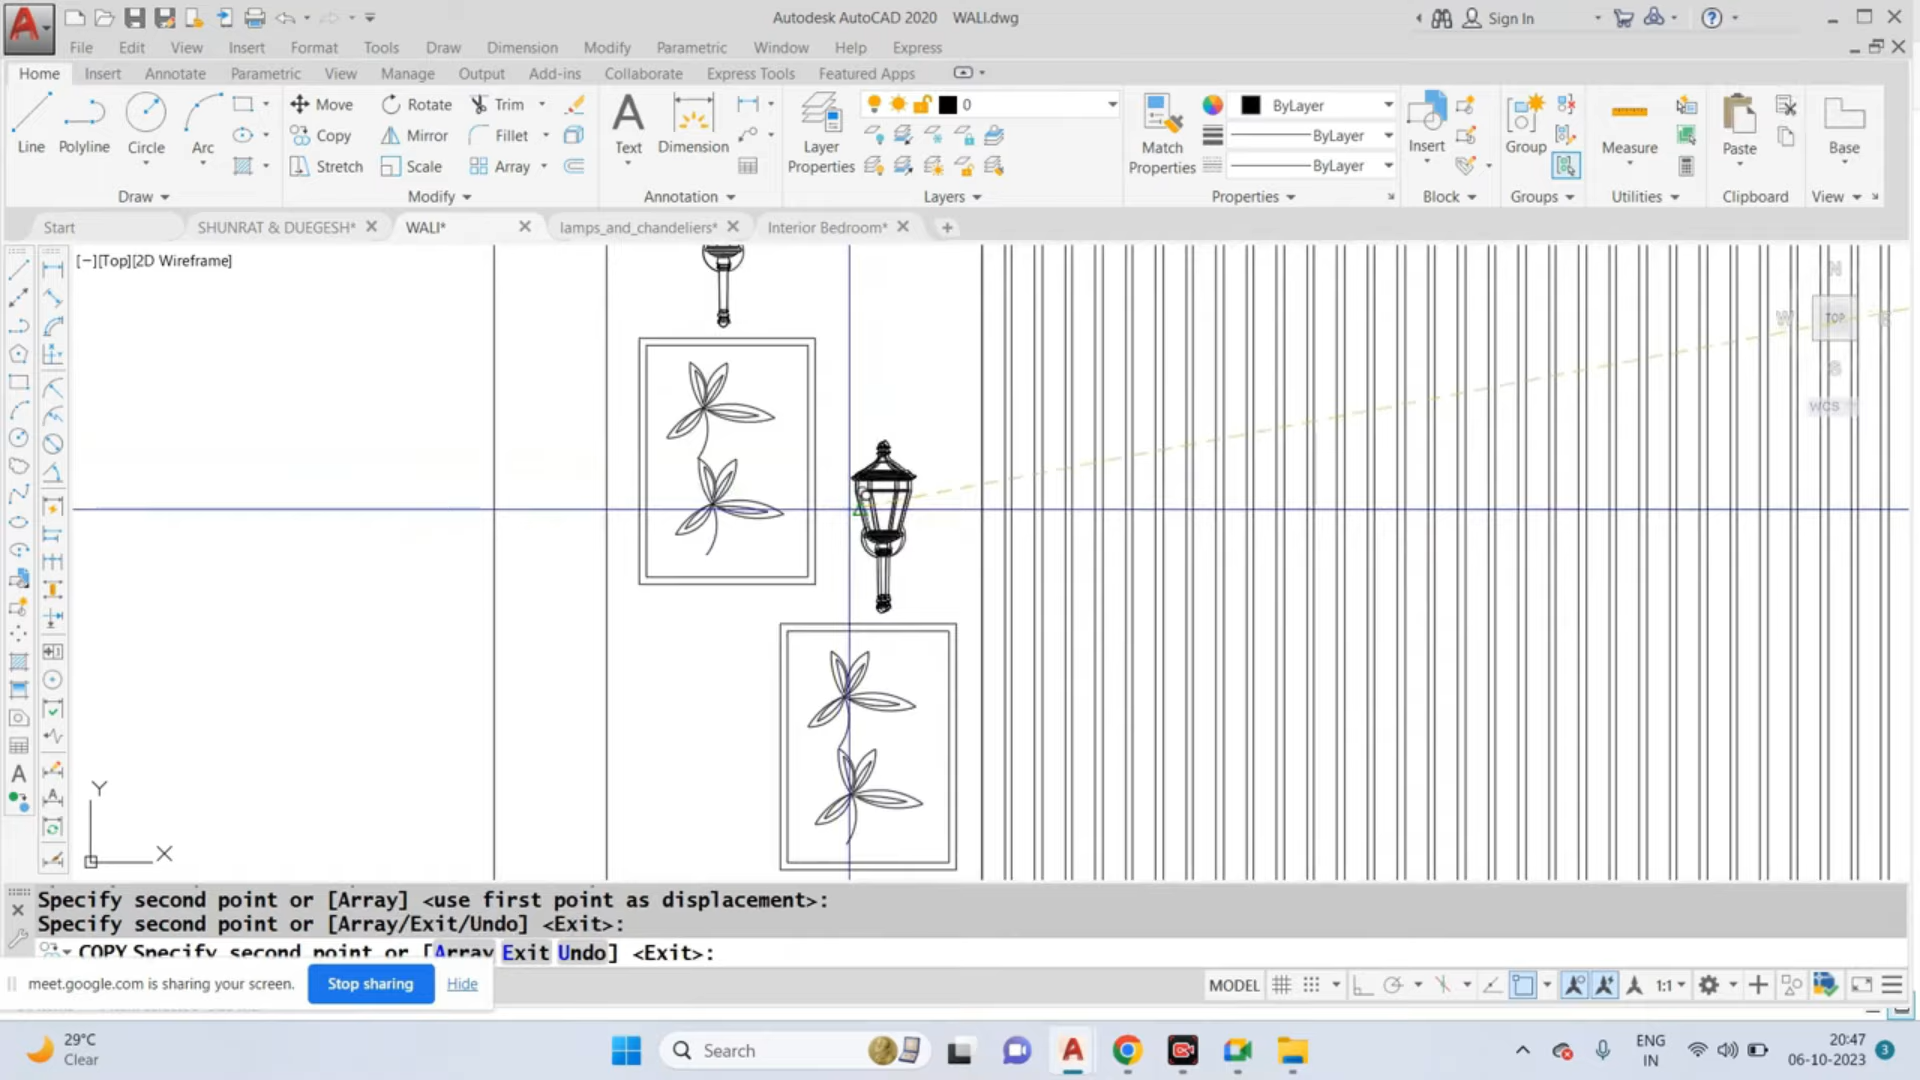 Autodesk AutoCAD 2020 WALI.dwg
Sign In
File Edit View Insert Format Tools Draw Dimension Modify Parametric Window Help Express
Home Insert Annotate Parametric View Manage Output Add-ins Collaborate Express Tools Featured Apps
Line Polyline Circle Arc
Move Rotate Trim
Copy Mirror Fillet
Stretch Scale Array
Text Dimension
Layer Properties
0
Match Properties
ByLayer
ByLayer
ByLayer
Insert
Group
Measure
Paste
Base
Draw Modify Annotation Layers Properties Block Groups Utilities Clipboard View
Start SHUNRAT & DUEGESH* WALI* lamps_and_chandeliers* Interior Bedroom*
[−][Top][2D Wireframe]
N
W TOP E
S
WCS
Y
X
Specify second point or [Array] <use first point as displacement>:
Specify second point or [Array/Exit/Undo] <Exit>:
COPY Specify second point or [Array Exit Undo] <Exit>:
meet.google.com is sharing your screen. Stop sharing Hide
MODEL 1:1
29°C
Clear
Search
ENG
IN
20:47
06-10-2023
3